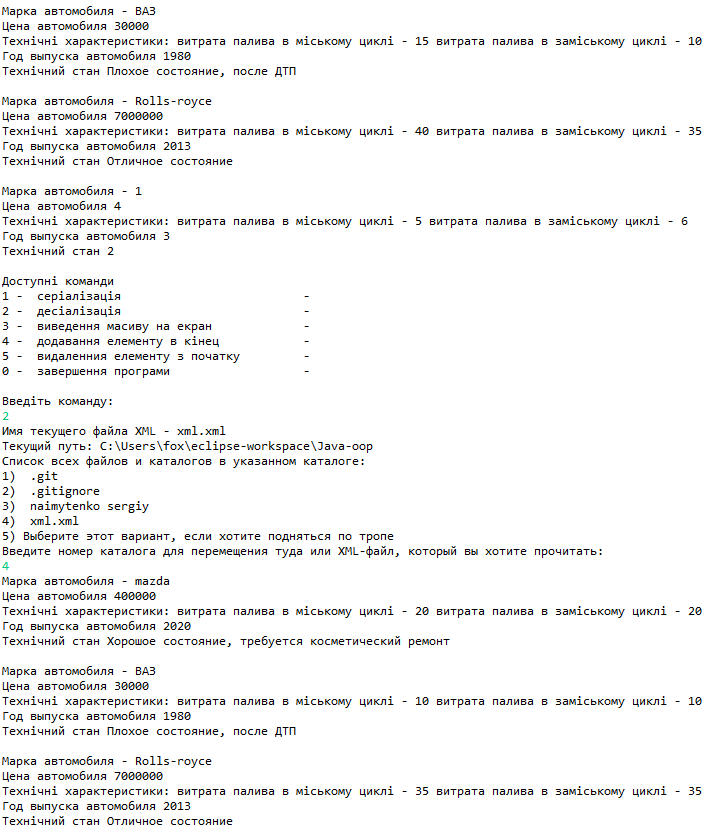 Марка автомобиля - ВАЗ
Цена автомобиля 30000
Технічні характеристики: витрата палива в міському циклі - 15 витрата палива в заміському циклі - 10
Год выпуска автомобиля 1980
Технічний стан Плохое состояние, после ДТП
Марка автомобиля - Rolls-royce
Цена автомобиля 7000000
Технічні характеристики: витрата палива в міському циклі - 40 витрата палива в заміському циклі - 35
Год выпуска автомобиля 2013
Технічний стан Отличное состояние
Марка автомобиля - 1
Цена автомобиля 4
Технічні характеристики: витрата палива в міському циклі - 5 витрата палива в заміському циклі - 6
Год выпуска автомобиля 3
Технічний стан 2
Доступні команди
1 - серіалізація -
2 - десіалізація -
3 - виведення масиву на екран -
4 - додавання елементу в кінец -
5 - видаленния елементу з початку -
0 - завершення програми -
Введіть команду:
2
Имя текущего файла XML - xml.xml
Текущий путь: C:\Users\fox\eclipse-workspace\Java-oop
Список всех файлов и каталогов в указанном каталоге:
1) .git
2) .gitignore
3) naimytenko sergiy
4) xml.xml
5) Выберите этот вариант, если хотите подняться по тропе
Введите номер каталога для перемещения туда или XML-файл, который вы хотите прочитать:
4
Марка автомобиля - mazda
Цена автомобиля 400000
Технічні характеристики: витрата палива в міському циклі - 20 витрата палива в заміському циклі - 20
Год выпуска автомобиля 2020
Технічний стан Хорошое состояние, требуется косметический ремонт
Марка автомобиля - ВАЗ
Цена автомобиля 30000
Технічні характеристики: витрата палива в міському циклі - 10 витрата палива в заміському циклі - 10
Год выпуска автомобиля 1980
Технічний стан Плохое состояние, после ДТП
Марка автомобиля - Rolls-royce
Цена автомобиля 7000000
Технічні характеристики: витрата палива в міському циклі - 35 витрата палива в заміському циклі - 35
Год выпуска автомобиля 2013
Технічний стан Отличное состояние